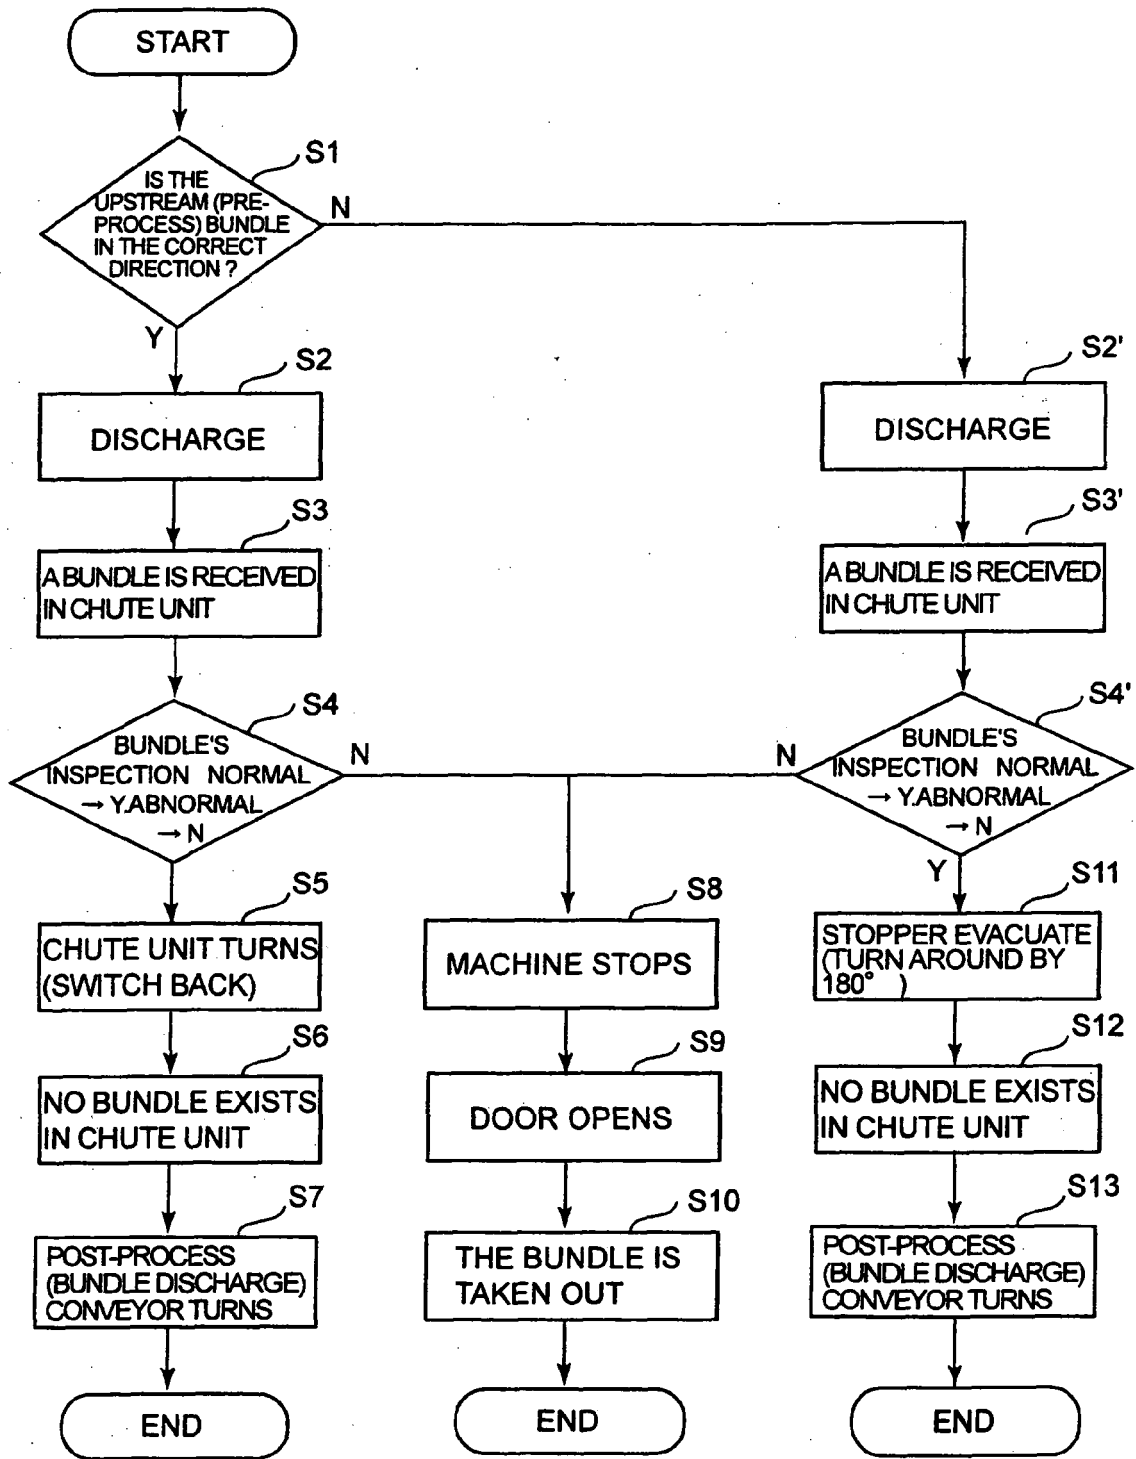 START
S1
IS THE
UPSTREAM (PRE-
PROCESS) BUNDLE
IN THE CORRECT
DIRECTION ?
N
Y
S2
DISCHARGE
S3
A BUNDLE IS RECEIVED
IN CHUTE UNIT
S4
BUNDLE'S
INSPECTION NORMAL
→ Y.ABNORMAL
→ N
N
S5
CHUTE UNIT TURNS
(SWITCH BACK)
S6
NO BUNDLE EXISTS
IN CHUTE UNIT
S7
POST-PROCESS
(BUNDLE DISCHARGE)
CONVEYOR TURNS
END
S8
MACHINE STOPS
S9
DOOR OPENS
S10
THE BUNDLE IS
TAKEN OUT
END
S2'
DISCHARGE
S3'
A BUNDLE IS RECEIVED
IN CHUTE UNIT
S4'
BUNDLE'S
INSPECTION NORMAL
→ Y.ABNORMAL
→ N
N
Y
S11
STOPPER EVACUATE
(TURN AROUND BY
180° )
S12
NO BUNDLE EXISTS
IN CHUTE UNIT
S13
POST-PROCESS
(BUNDLE DISCHARGE)
CONVEYOR TURNS
END